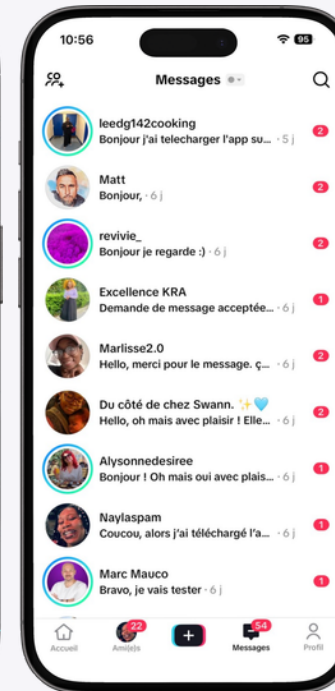 10:56
95
Messages
leedg142cooking
Bonjour j'ai telecharger l'app su... · 5 j
2
Matt
Bonjour, · 6 j
2
revivie_
Bonjour je regarde :) · 6 j
2
Excellence KRA
Demande de message acceptée... · 6 j
1
Marlisse2.0
Hello, merci pour le message. ç... · 6 j
2
Du côté de chez Swann. ✨🩵
Hello, oh mais avec plaisir ! Elle... · 6 j
2
Alysonnedesiree
Bonjour ! Oh mais oui avec plais... · 6 j
1
Naylaspam
Coucou, alors j'ai téléchargé l'a... · 6 j
1
Marc Mauco
Bravo, je vais tester · 6 j
1
22
54
Accueil
Ami(e)s
Messages
Profil